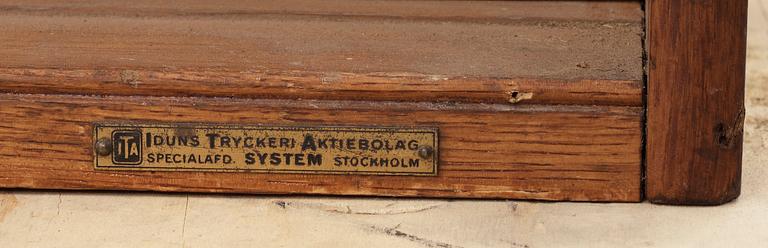 ITA
IDUNS TRYCKERI AKTIEBOLAG
SPECIALAFD. SYSTEM STOCKHOLM